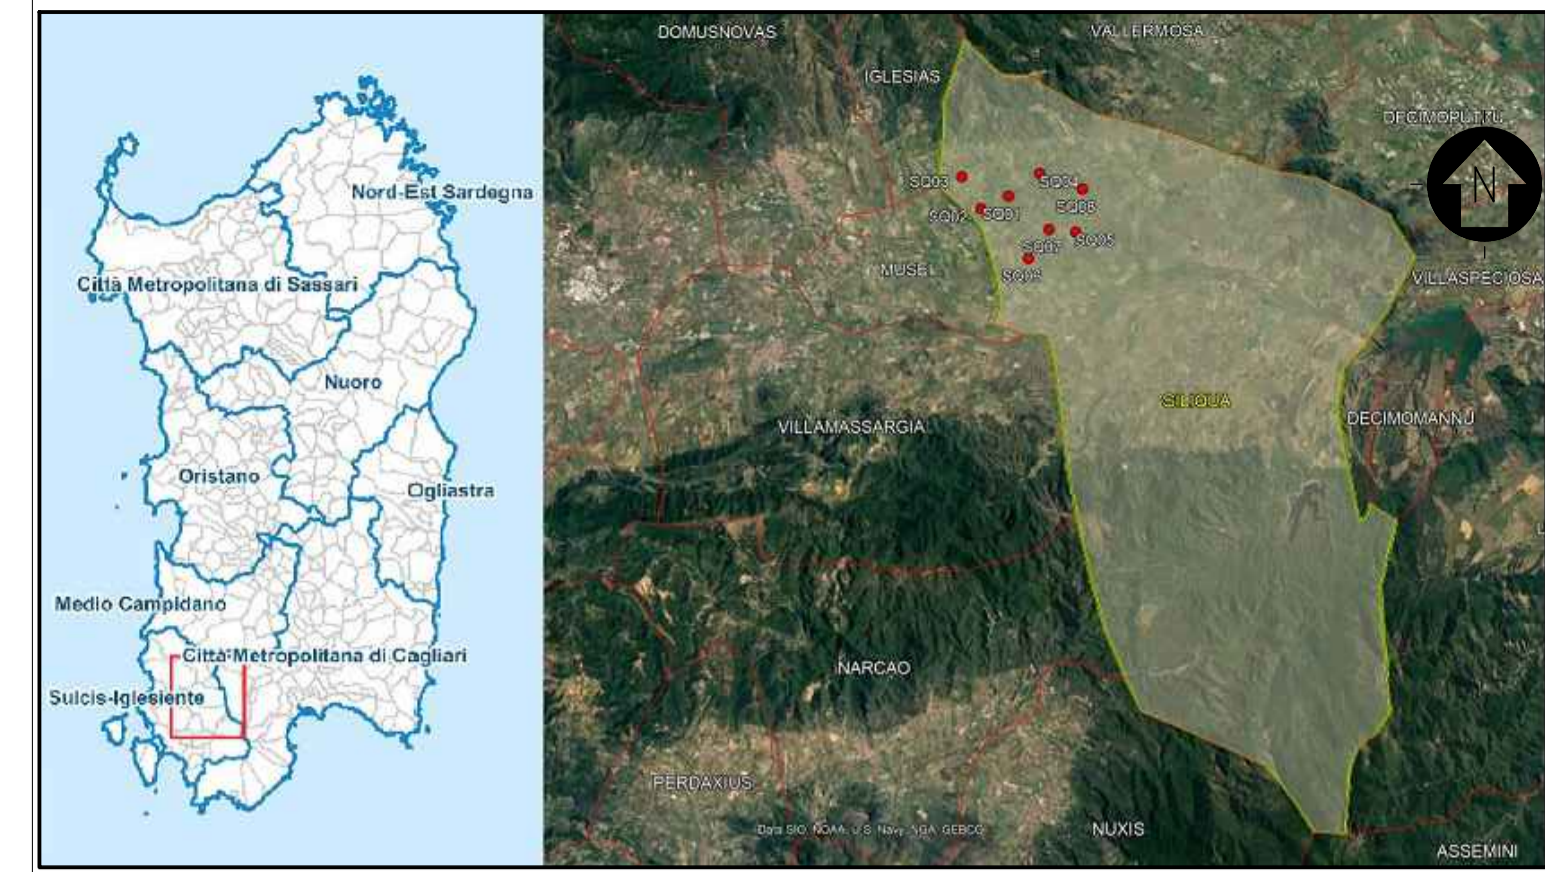 Nord-Est Sardegna
Città Metropolitana di Sassari
Nuoro
Oristano
Ogliastra
Medio Campidano
Città Metropolitana di Cagliari
Sulcis-Iglesiente
DOMUSNOVAS
VALLERMOSA
IGLESIAS
DECIMOPUTZU
N
SQ03
SQ04
SQ02
SQ01
SQ07
SQ05
MUSEI
VILLASPECIOSA
SILIQUA
DECIMOMANNU
VILLAMASSARGIA
NARCAO
PERDAXIUS
Data SIO, NOAA, U.S. Navy, NGA, GEBCO
NUXIS
ASSEMINI